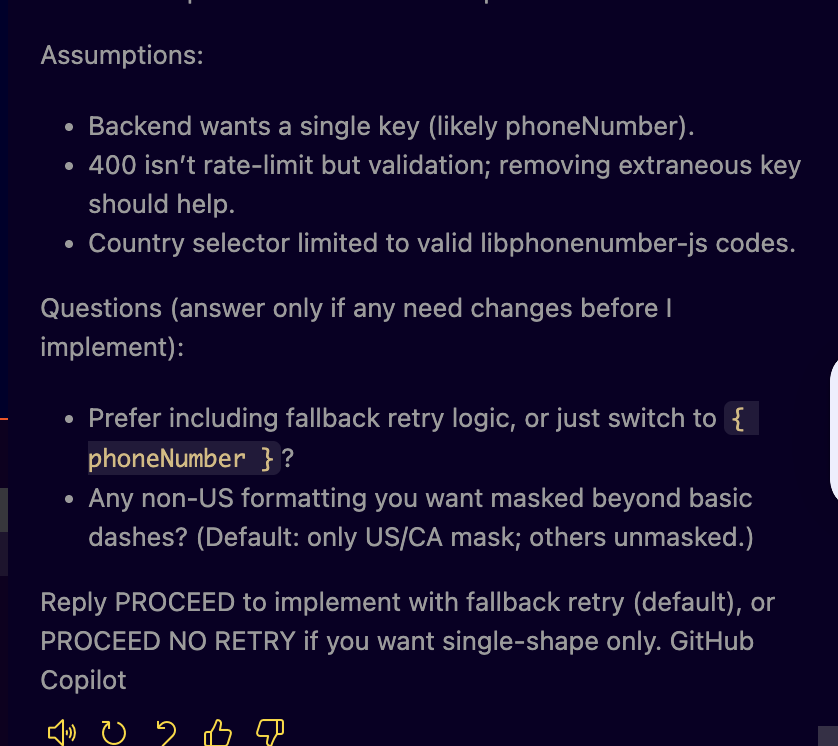 Assumptions:
• Backend wants a single key (likely phoneNumber).
• 400 isn’t rate-limit but validation; removing extraneous key
should help.
• Country selector limited to valid libphonenumber-js codes.
Questions (answer only if any need changes before I
implement):
• Prefer including fallback retry logic, or just switch to {
phoneNumber }?
• Any non-US formatting you want masked beyond basic
dashes? (Default: only US/CA mask; others unmasked.)
Reply PROCEED to implement with fallback retry (default), or
PROCEED NO RETRY if you want single-shape only. GitHub
Copilot